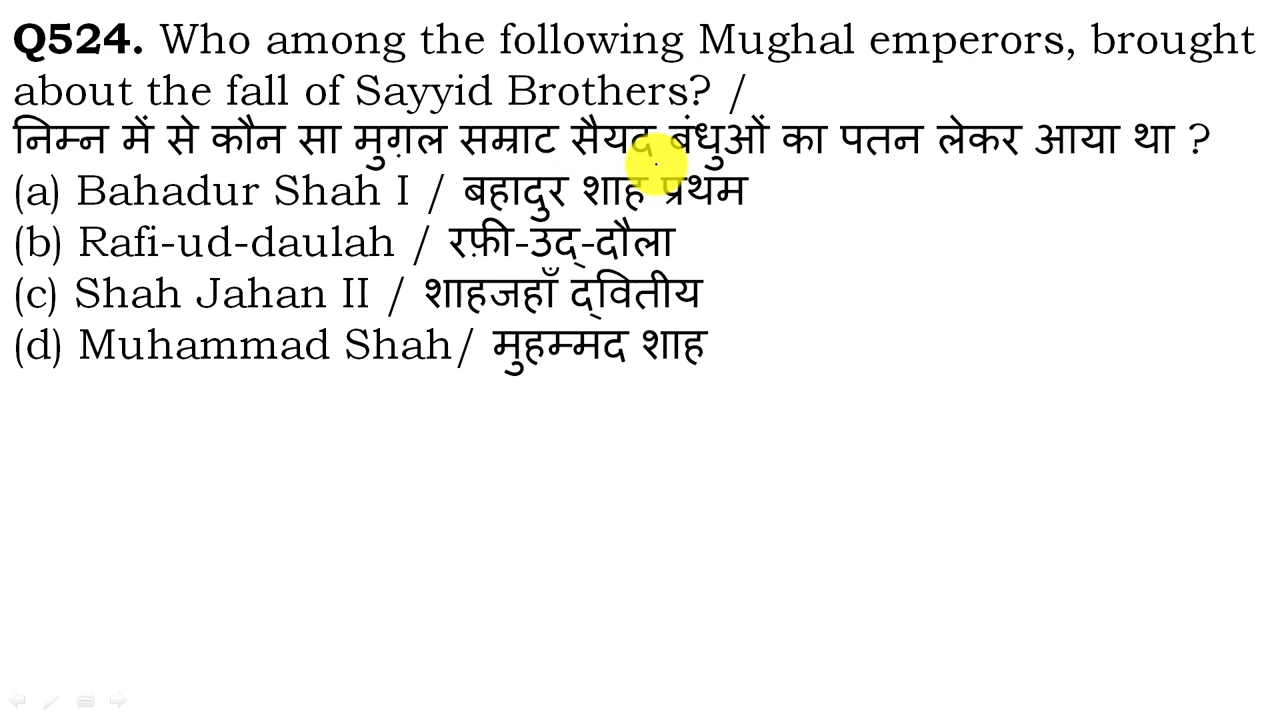 Q524. Who among the following Mughal emperors, brought
about the fall of Sayyid Brothers? /
निम्न में से कौन सा मुग़ल सम्राट सैयद बंधुओं का पतन लेकर आया था ?
(a) Bahadur Shah I / बहादुर शाह प्रथम
(b) Rafi-ud-daulah / रफ़ी-उद्-दौला
(c) Shah Jahan II / शाहजहाँ द्वितीय
(d) Muhammad Shah/ मुहम्मद शाह